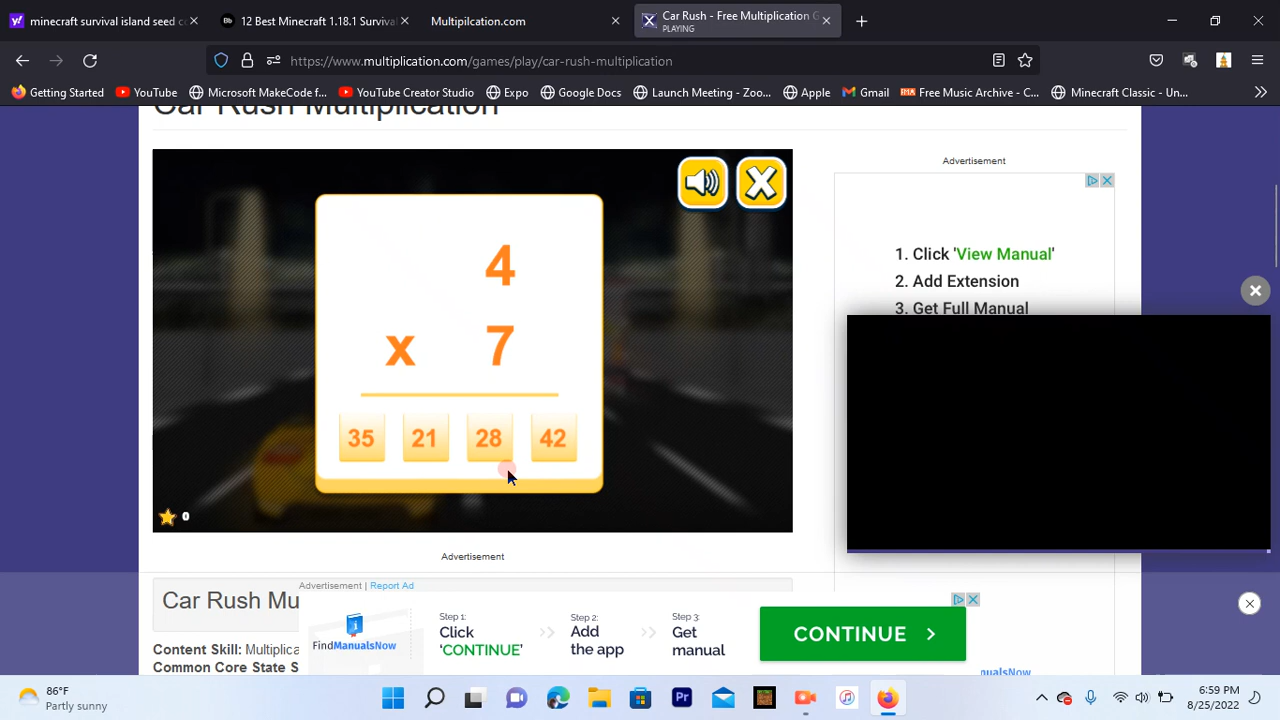 minecraft survival island seed c
12 Best Minecraft 1.18.1 Surviva
Multipilcation.com
Car Rush - Free Multiplication G
PLAYING
https://www.multiplication.com/games/play/car-rush-multiplication
Getting Started
YouTube
Microsoft MakeCode f...
YouTube Creator Studio
Expo
Google Docs
Launch Meeting - Zoo...
Apple
Gmail
Free Music Archive - C...
Minecraft Classic - Un...
Car Rush Multiplication
4
x 7
35 21 28 42
0
Advertisement
1. Click 'View Manual'
2. Add Extension
3. Get Full Manual
Advertisement
Advertisement | Report Ad
Car Rush Mu
Content Skill: Multiplica
Common Core State S
FindManualsNow
Step 1:
Click
'CONTINUE'
Step 2:
Add
the app
Step 3:
Get
manual
CONTINUE
nualsNow
86°F
Partly sunny
Pr
6:59 PM
8/25/2022